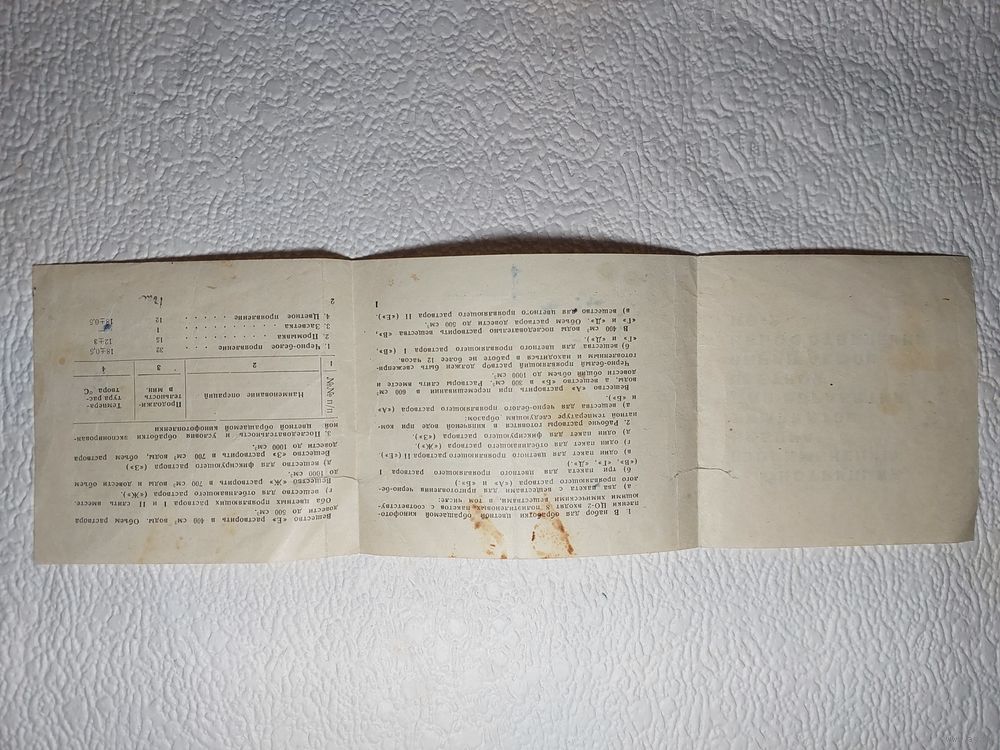 1. В набор для обработки цветной обращаемой кинофото-
пленки ЦО-2 входят 8 полиэтиленовых пакетов с соответству-
ющими химическими веществами, в том числе:
а) два пакета с веществами для приготовления черно-бе-
лого проявляющего раствора («А» и «Б»);
б) три пакета для цветного проявляющего раствора I
(«В», «Г», «Д»);
в) один пакет для цветного проявляющего раствора II («Е»),
г) один пакет для отбеливающего раствора («Ж»).
д) один пакет для фиксирующего раствора («З»).
2. Рабочие растворы готовятся в кипяченой воде при ком-
натной температуре следующим образом:
а) вещества для черно-белого проявляющего раствора («А»
и «Б»).
Вещество «А» растворить при перемешивании в 600 см³
воды, а вещество «Б» в 300 см³. Растворы слить вместе и
довести общий объем до 1000 см³.
Черно-белый проявляющий раствор должен быть свежепри-
готовленным и находиться в работе не более 12 часов.
б) вещества для цветного проявляющего раствора I («В»,
«Г» и «Д»).
В 400 см³ воды последовательно растворить вещества «В»,
«Г» и «Д». Объем раствора довести до 500 см³.
в) вещество для цветного проявляющего раствора II («Е»)
1
Вещество «Е» растворить в 400 см³ воды. Объем раствора
довести до 500 см³.
Оба цветных проявляющих раствора I и II слить вместе.
г) вещество для отбеливающего раствора («Ж»).
Вещество «Ж» растворить в 700 см³ воды и довести объем
до 1000 см³.
д) вещество для фиксирующего раствора («З»)
Вещество «З» растворить в 700 см³ воды, объем раствора
довести до 1000 см³.
3. Последовательность и условия обработки экспонирован-
ной цветной обращаемой кинофотопленки
№№ п/п Наименование операций Продолжи-тельность в мин. Темпера-тура рас-твора °С
1 2 3 4
1. Черно-белое проявление 32 18±0,5
2. Промывка 15 12±3
3. Засветка 1
4. Цветное проявление 12 18±0,5
2